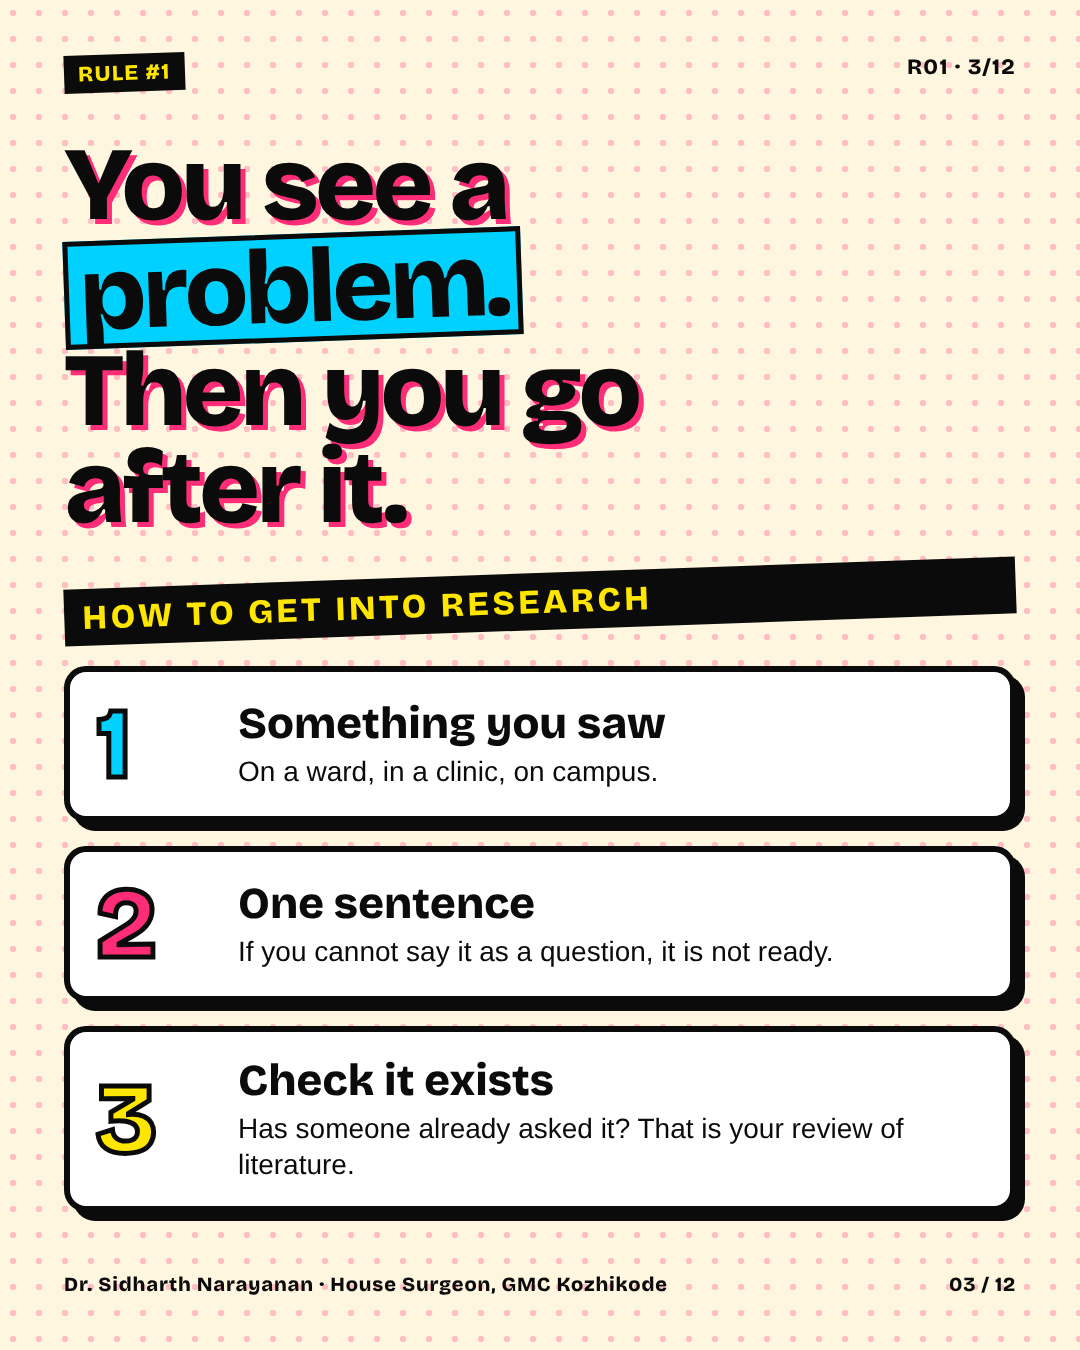 RULE #1
R01 · 3/12
You see a
problem.
Then you go
after it.
HOW TO GET INTO RESEARCH
1
Something you saw
On a ward, in a clinic, on campus.
2
One sentence
If you cannot say it as a question, it is not ready.
3
Check it exists
Has someone already asked it? That is your review of
literature.
Dr. Sidharth Narayanan · House Surgeon, GMC Kozhikode
03 / 12